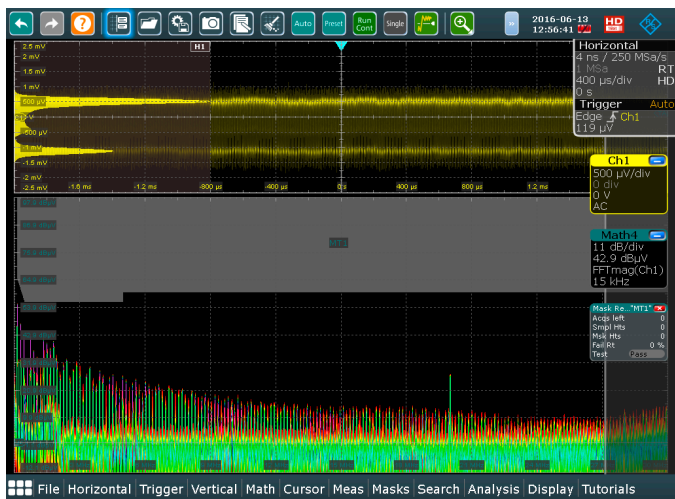 Auto
Preset
Run
Cont
Single
2016-06-13
12:56:41
HD
2.5 mV
2 mV
1.5 mV
1 mV
500 µV
-500 µV
-1 mV
-1.5 mV
-2 mV
-2.5 mV
H1
-1.6 ms
-1.2 ms
-800 µs
-400 µs
0 s
400 µs
800 µs
1.2 ms
Horizontal
4 ns / 250 MSa/s
1 MSa RT
400 µs/div HD
0 s
Trigger Auto
Edge Ch1
119 µV
Ch1
500 µV/div
0 div
0 V
AC
MT1
Math4
11 dB/div
42.9 dBµV
FFTmag(Ch1)
15 kHz
Mask Re..."MT1"
Acqs left 0
Smpl Hts 0
Msk Hts 0
Fail Rt 0 %
Test Pass
File Horizontal Trigger Vertical Math Cursor Meas Masks Search Analysis Display Tutorials